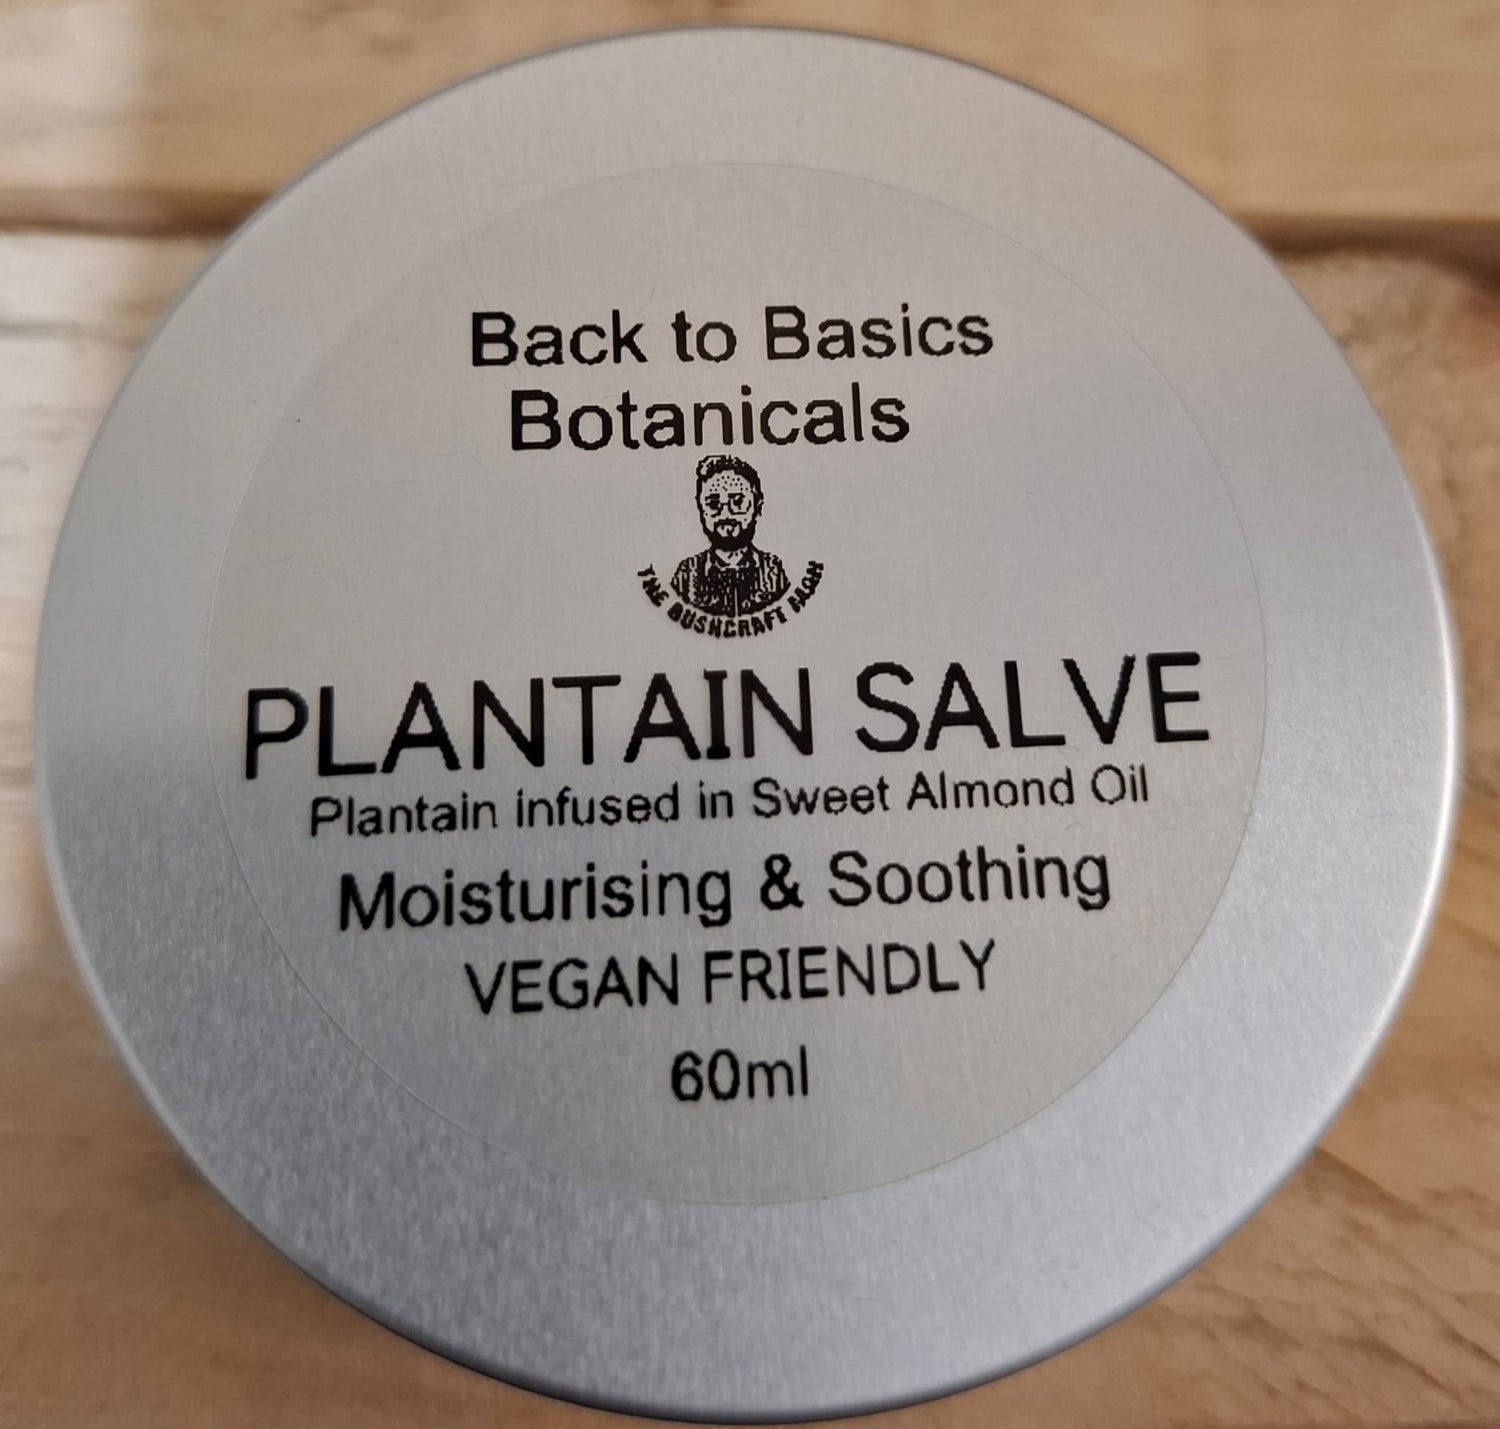 Back to Basics
Botanicals
THE BUSHCRAFT MAN
PLANTAIN SALVE
Plantain infused in Sweet Almond Oil
Moisturising & Soothing
VEGAN FRIENDLY
60ml